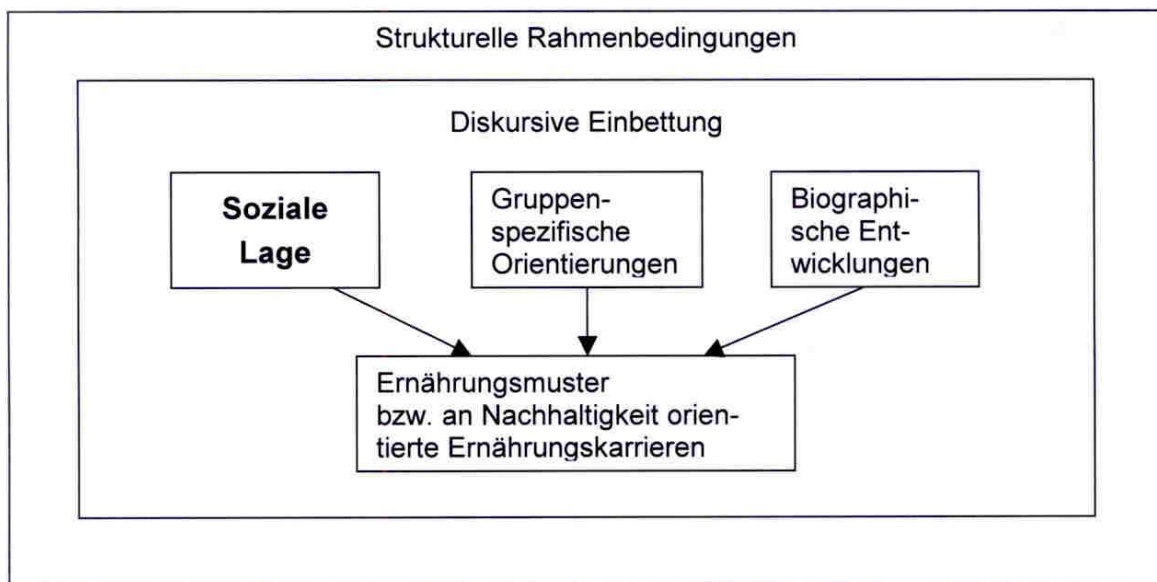 Strukturelle Rahmenbedingungen
Diskursive Einbettung
Soziale
Lage
Gruppen-
spezifische
Orientierungen
Biographi-
sche Ent-
wicklungen
Ernährungsmuster
bzw. an Nachhaltigkeit orien-
tierte Ernährungskarrieren